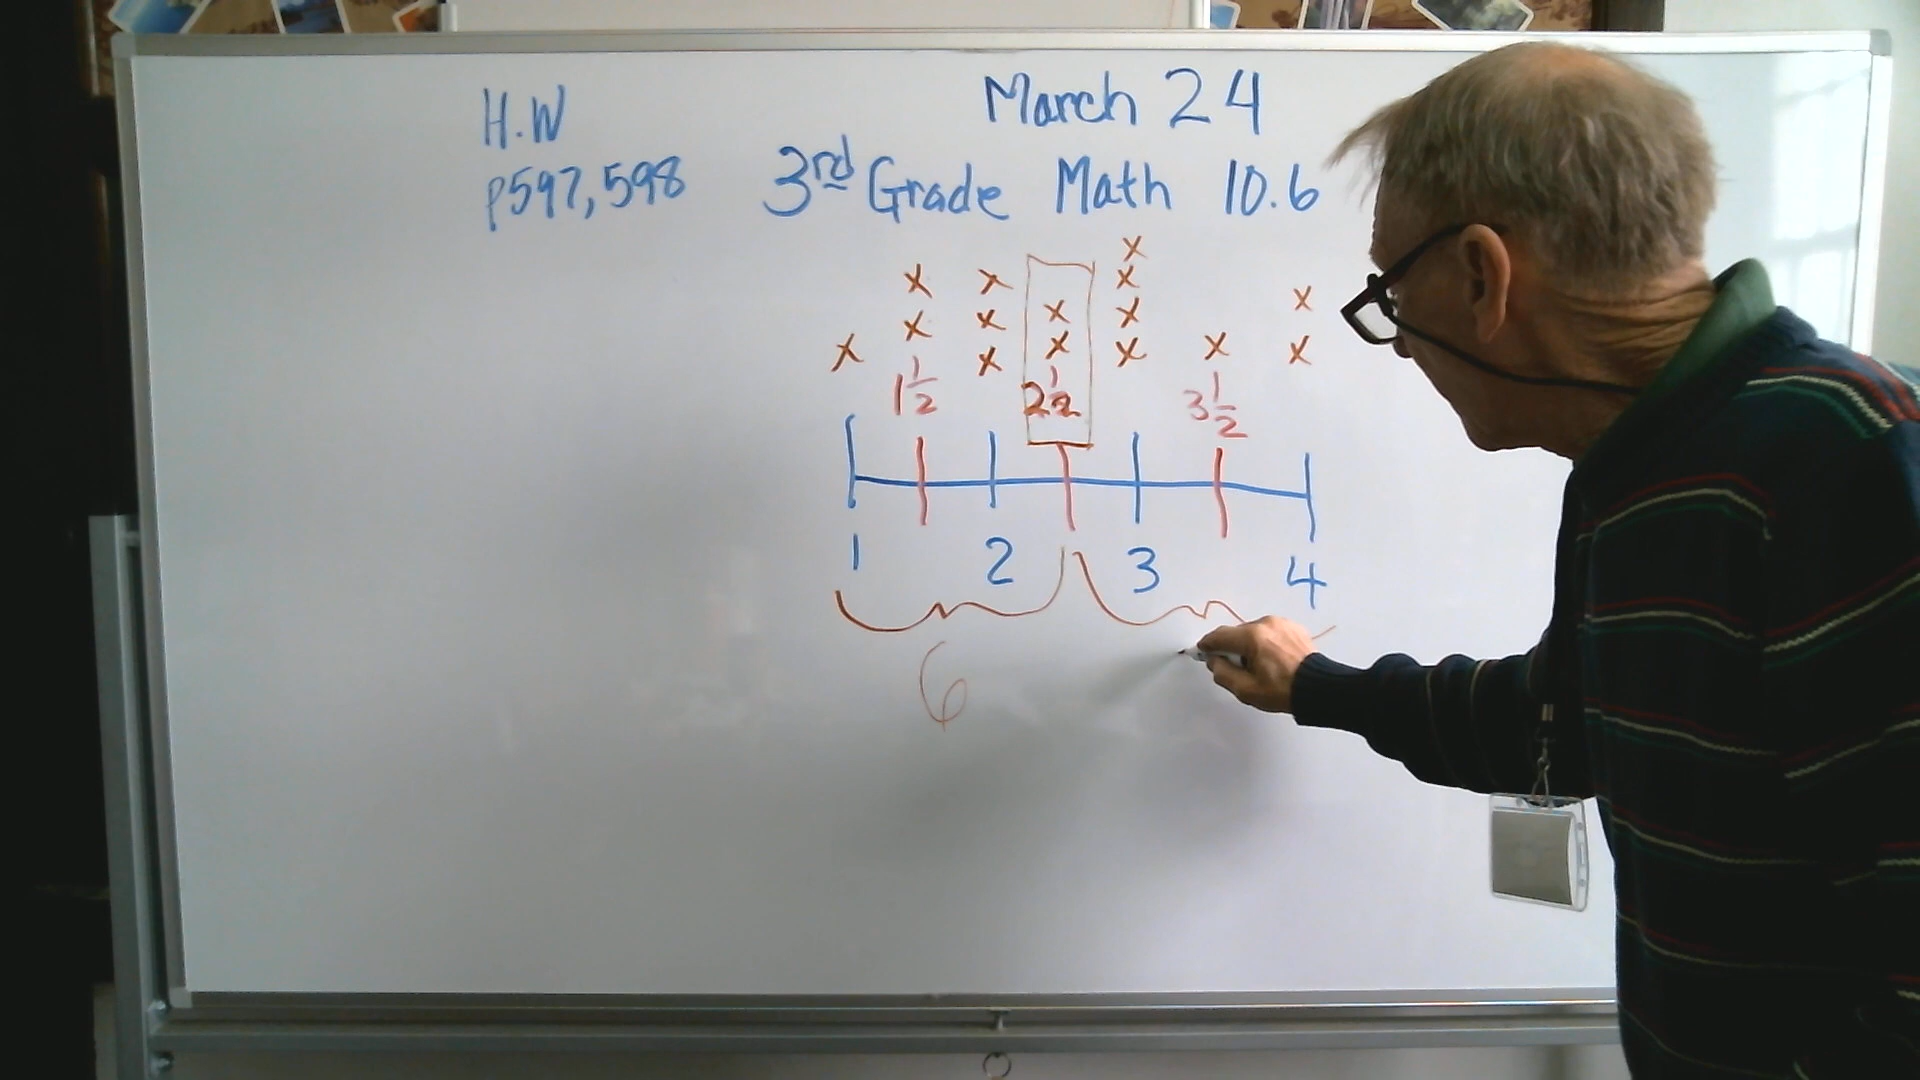 H.W
p597, 598
March 24
3rd Grade Math 10.6
x
x x x x
x x x x x
x x x x x x x
1 1/2 2 1/2 3 1/2
1 2 3 4
6